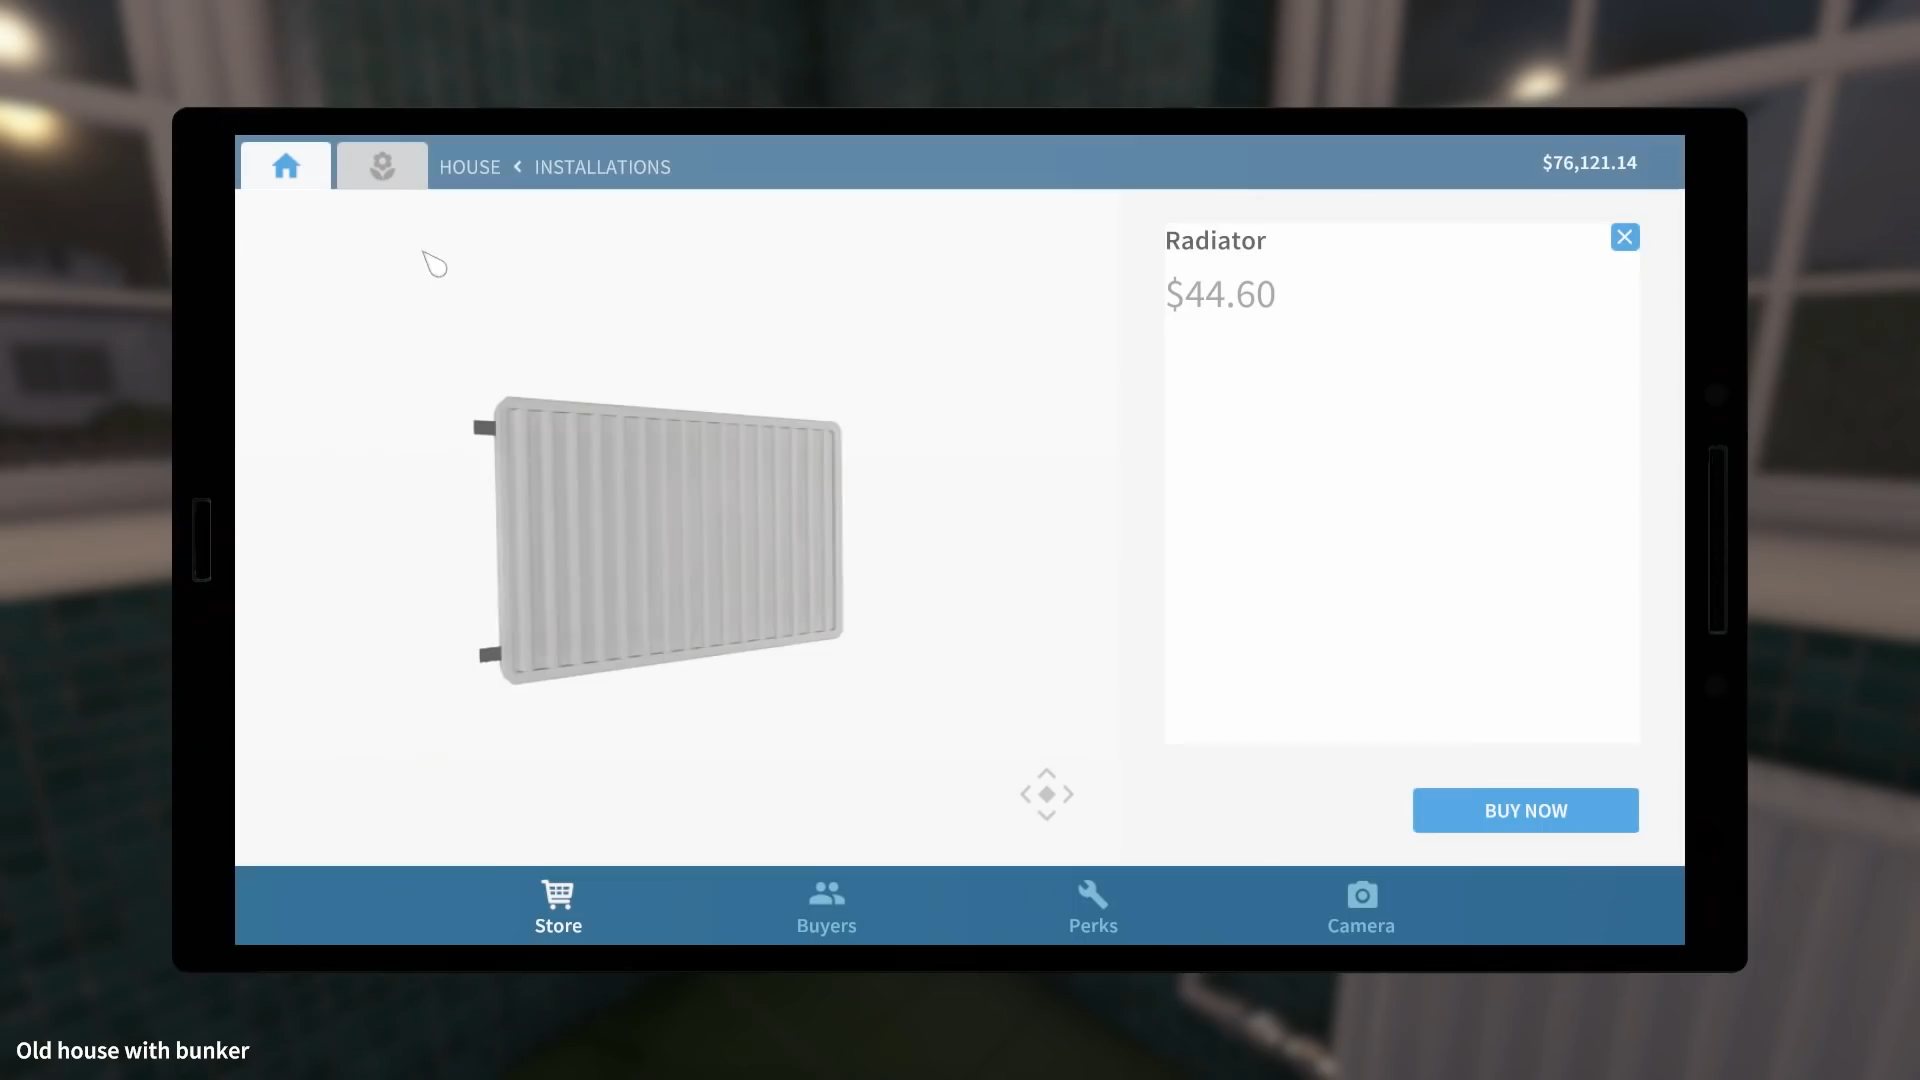 HOUSE < INSTALLATIONS
$76,121.14
Radiator
$44.60
BUY NOW
Store
Buyers
Perks
Camera
Old house with bunker